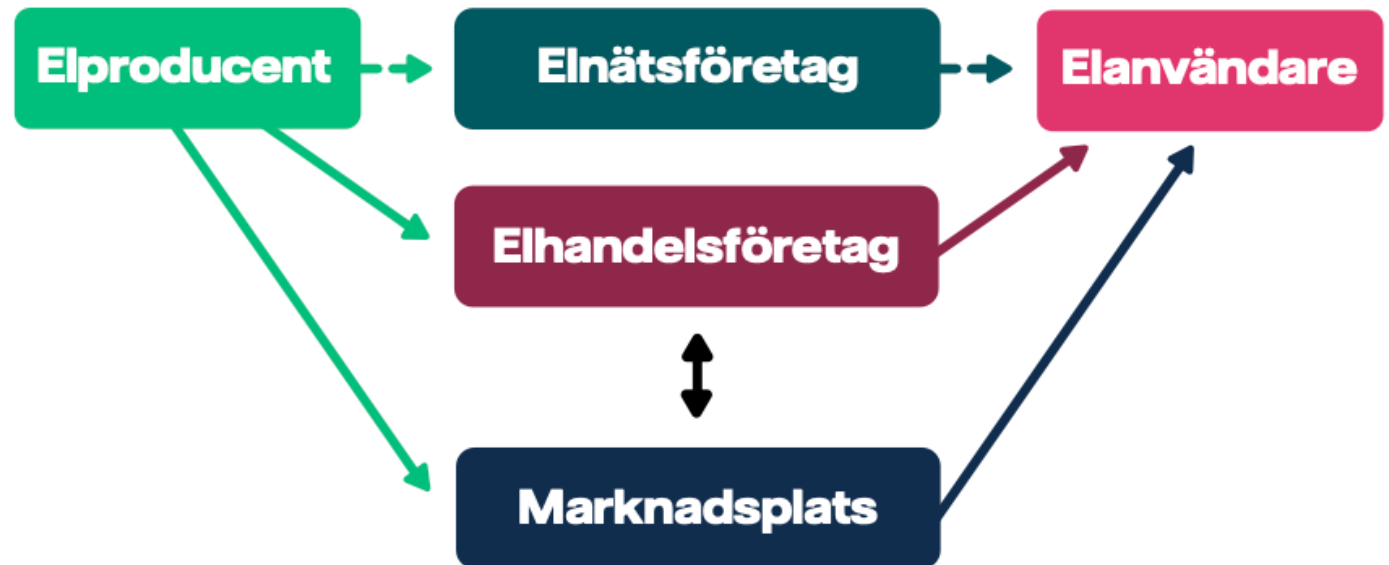 Elproducent
Elnätsföretag
Elanvändare
Elhandelsföretag
Marknadsplats